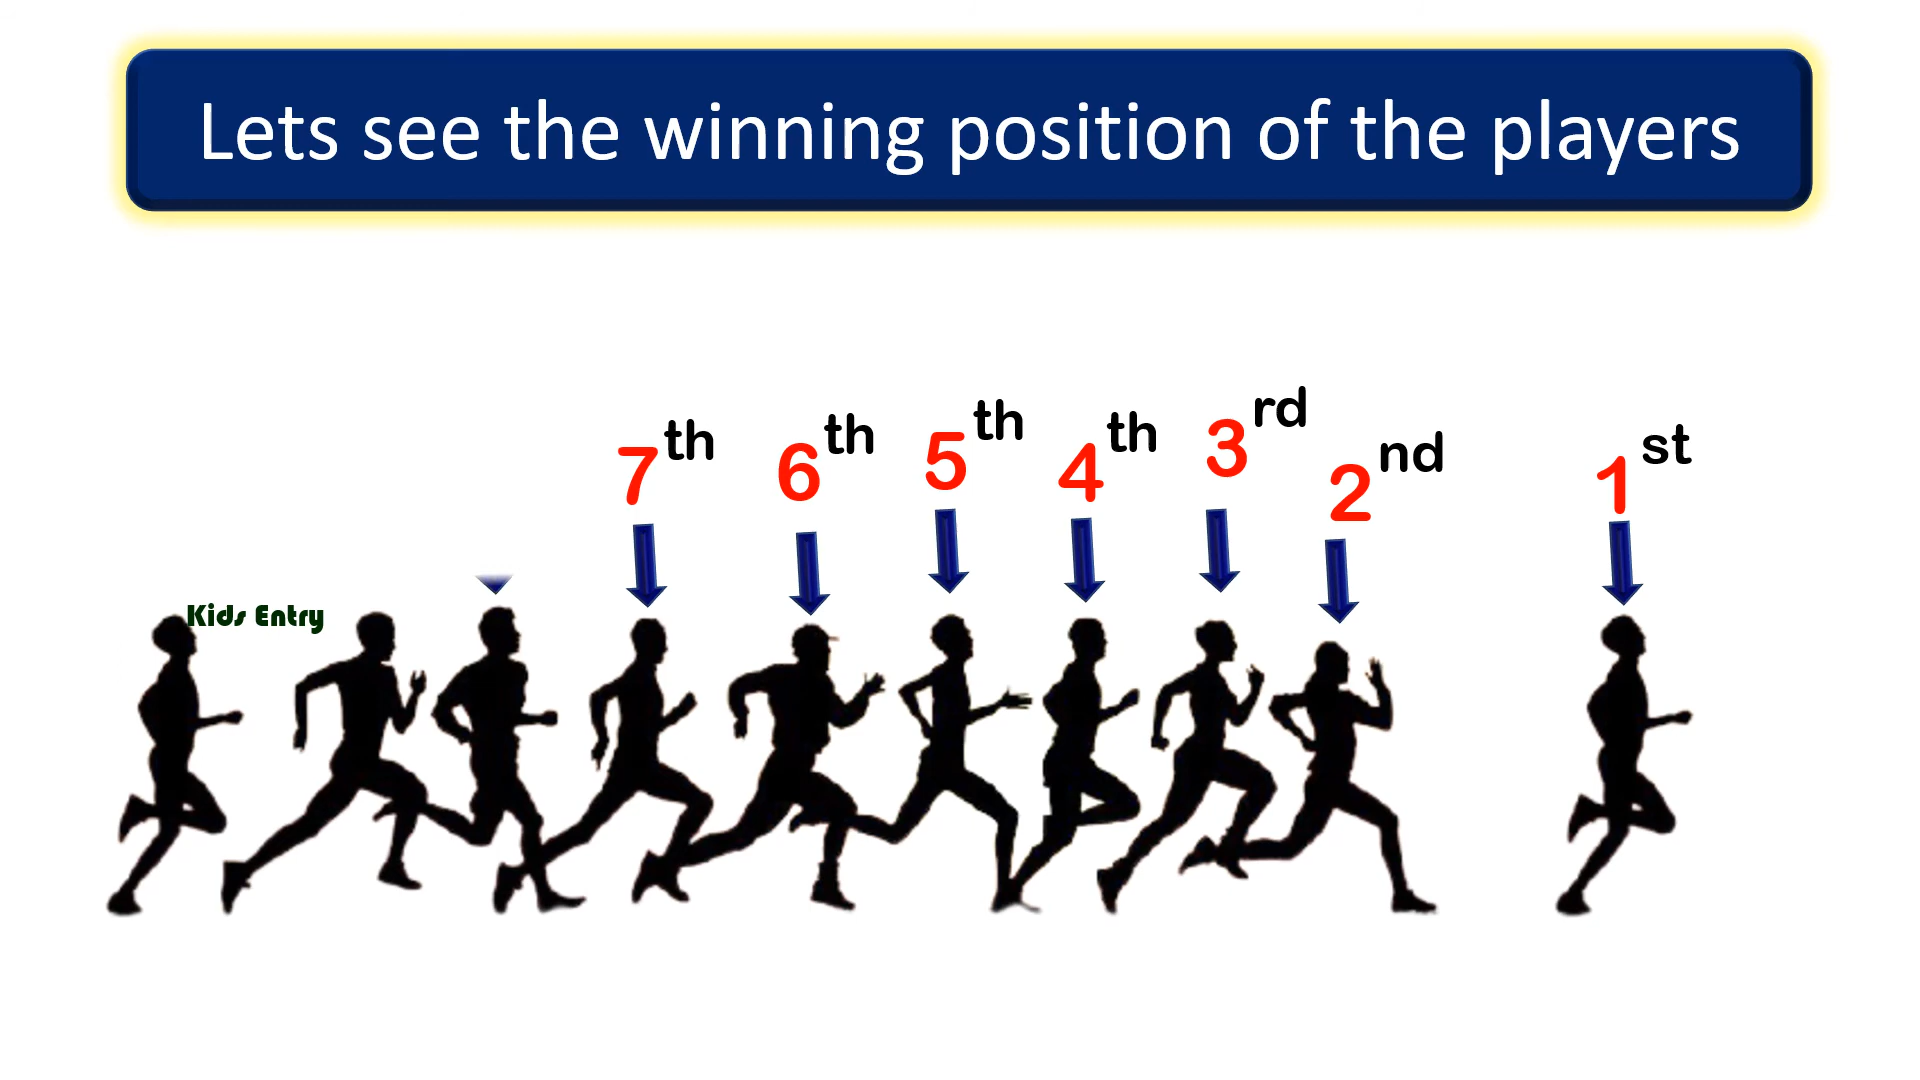 Lets see the winning position of the players
7th 6th 5th 4th 3rd 2nd 1st
Kids Entry